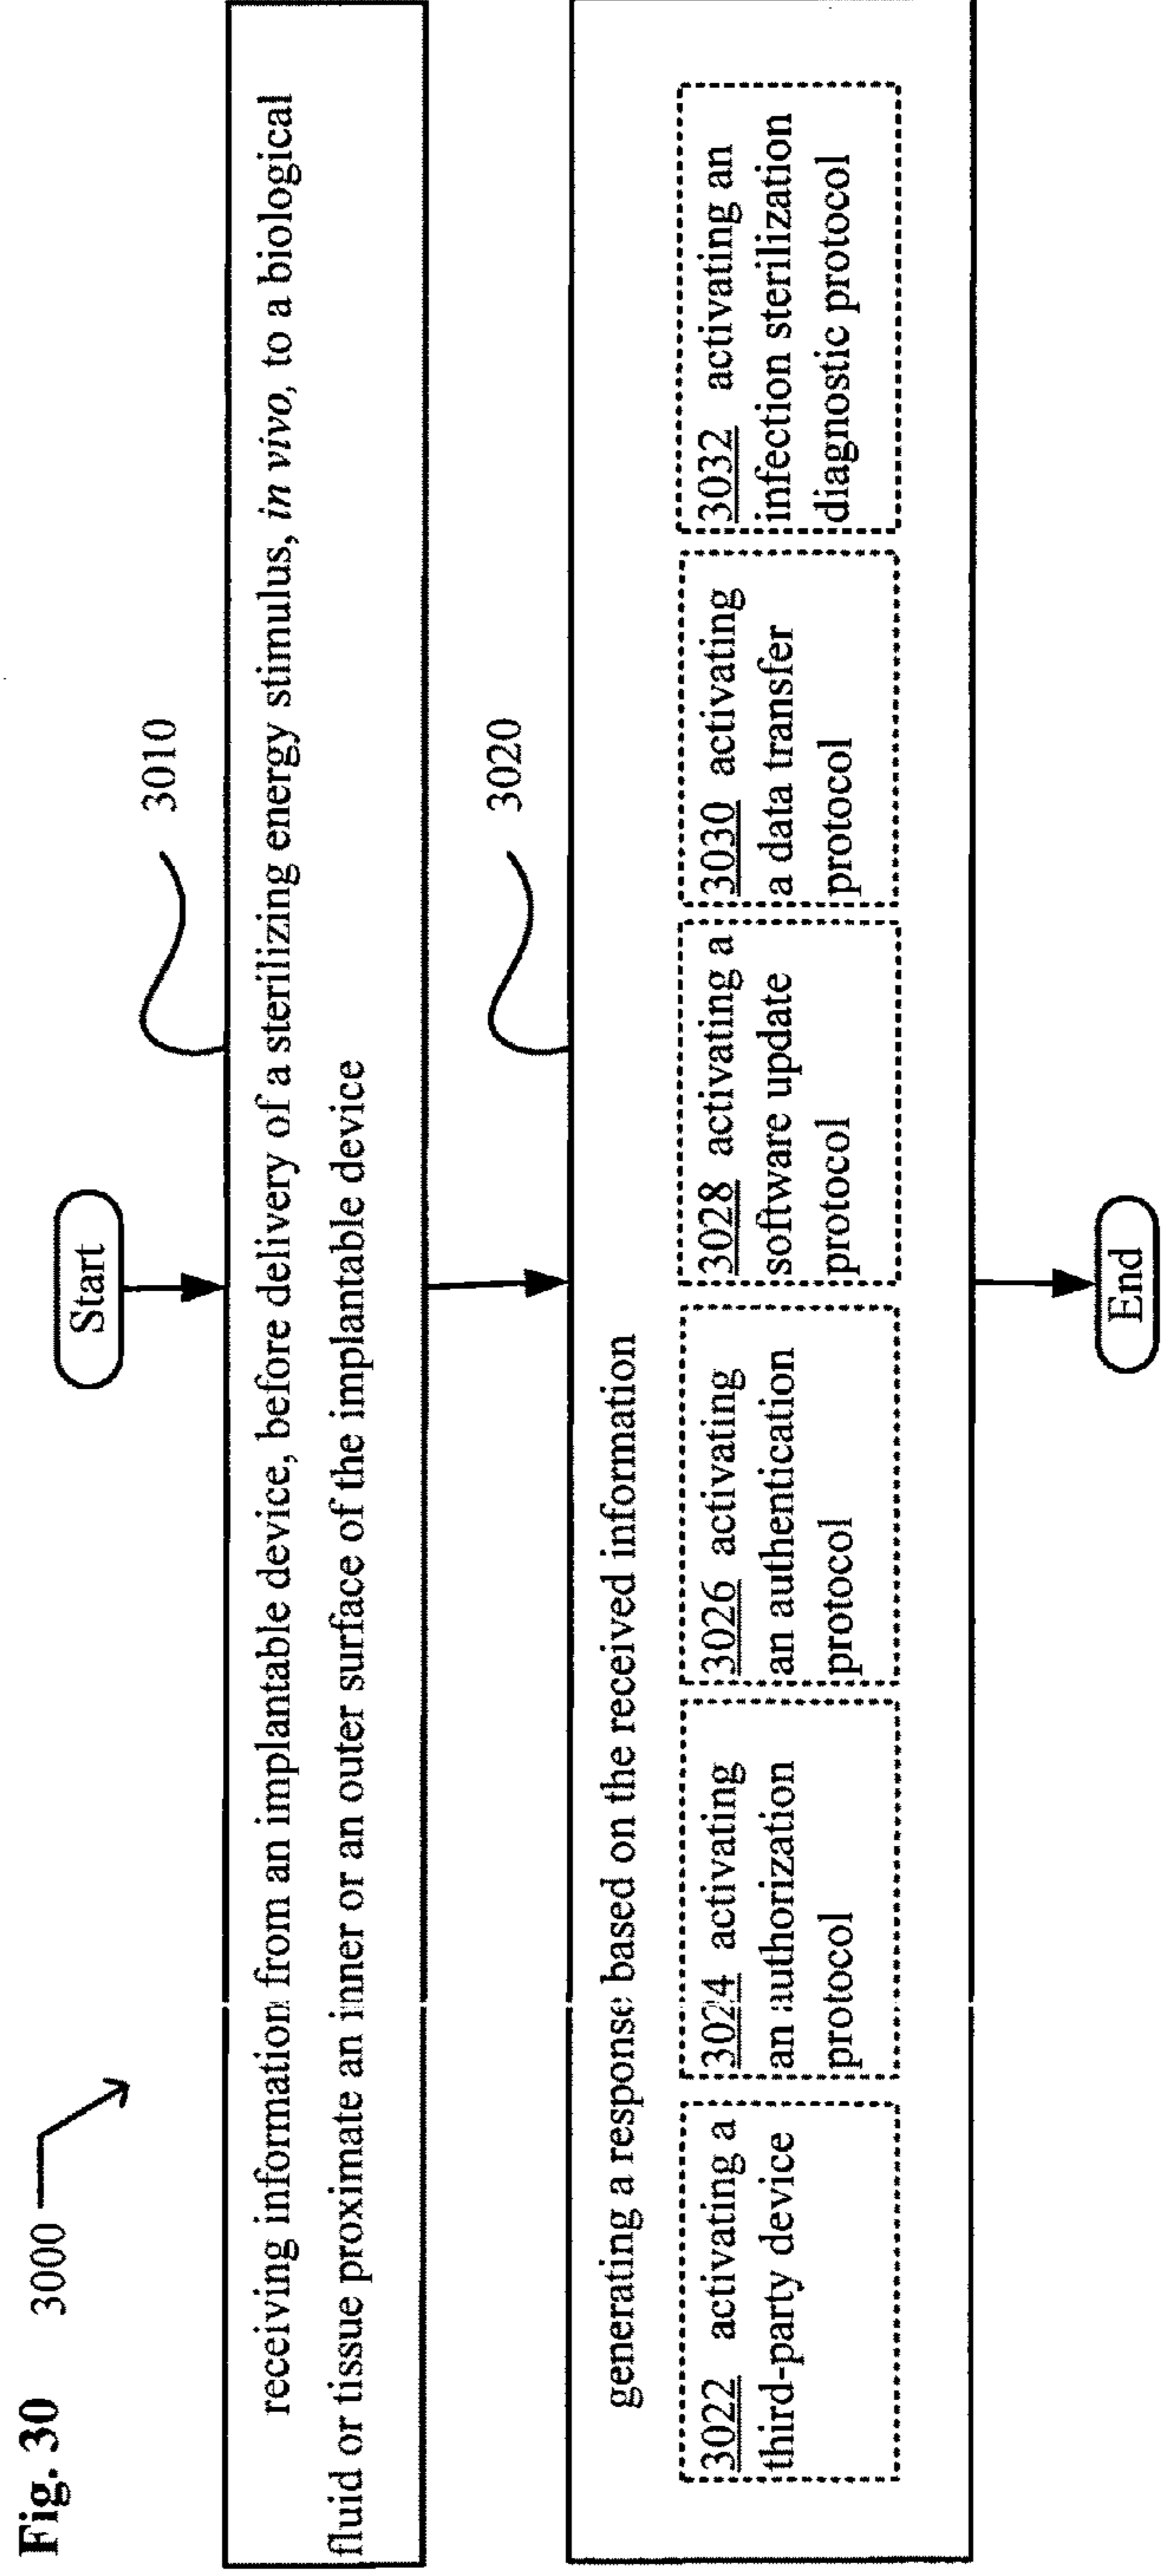 Fig. 30
3000
Start
3010
receiving information from an implantable device, before delivery of a sterilizing energy stimulus, in vivo, to a biological
fluid or tissue proximate an inner or an outer surface of the implantable device
3020
generating a response based on the received information
3022 activating a
third-party device
3024 activating
an authorization
protocol
3026 activating
an authentication
protocol
3028 activating a
software update
protocol
3030 activating
a data transfer
protocol
3032 activating an
infection sterilization
diagnostic protocol
End